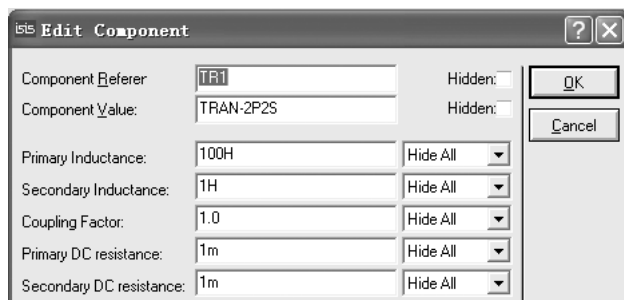 isis Edit Component
Component Referer TR1 Hidden: OK
Component Value: TRAN-2P2S Hidden: Cancel
Primary Inductance: 100H Hide All
Secondary Inductance: 1H Hide All
Coupling Factor: 1.0 Hide All
Primary DC resistance: 1m Hide All
Secondary DC resistance: 1m Hide All